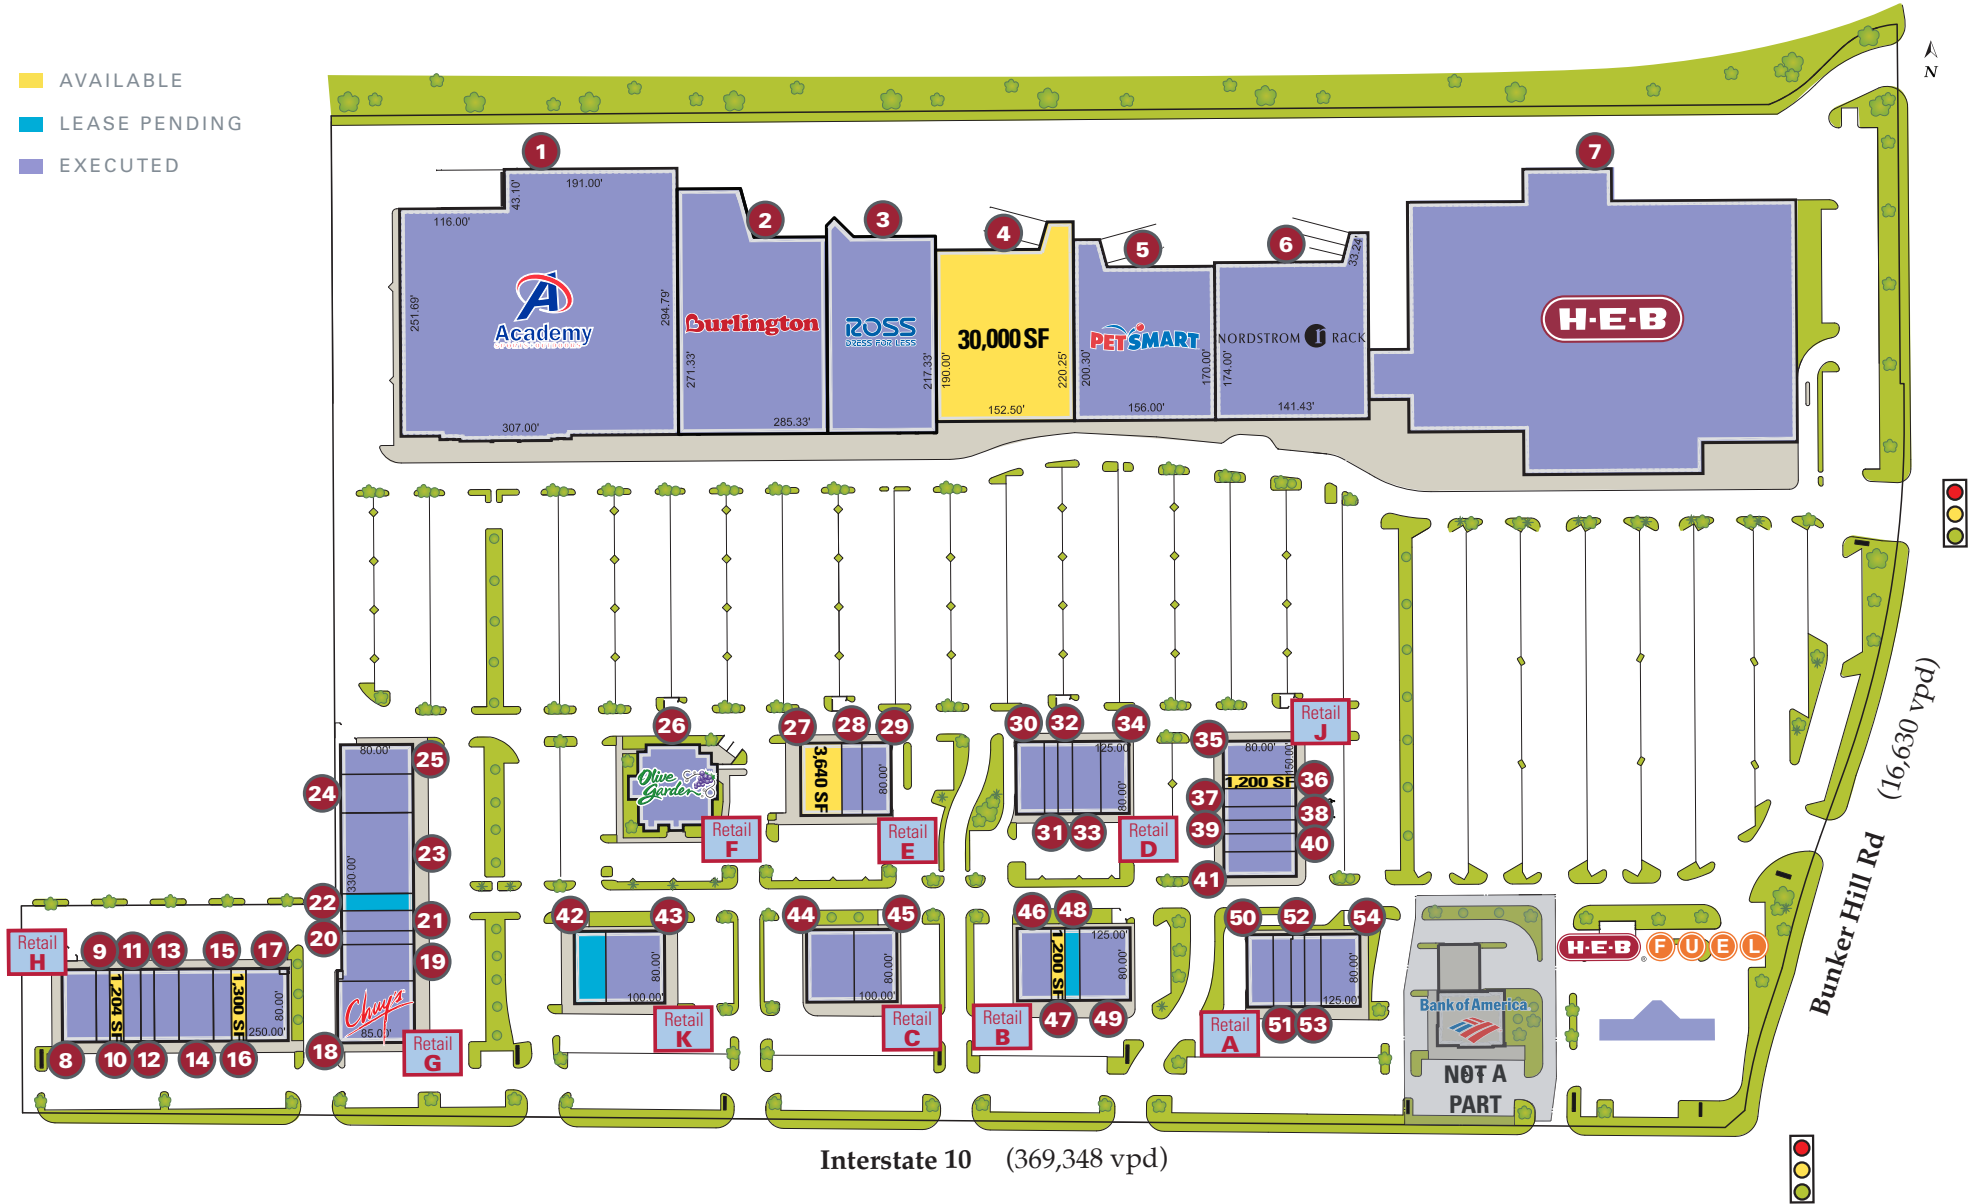 AVAILABLE
LEASE PENDING
EXECUTED
N
1
2
3
4
5
6
7
191.00'
43.10'
116.00'
251.69'
294.79'
307.00'
Academy
SPORTS+OUTDOORS
Burlington
271.33'
285.33'
ROSS
DRESS FOR LESS
217.33'
30,000 SF
190.00'
220.25'
152.50'
PETSMART
200.30'
170.00'
156.00'
NORDSTROM r RACK
174.00'
33.24'
141.43'
H-E-B
Bunker Hill Rd
(16,630 vpd)
26
27
28
29
30
32
34
35
Retail
J
25
24
23
22
21
20
19
18
80.00'
330.00'
Chuy's
85.0'
Retail
G
Olive
Garden
Retail
F
3,640 SF
80.00'
Retail
E
125.00'
80.00'
31
33
Retail
D
80.00'
150.00'
1,200 SF
36
37
38
39
40
41
Retail
H
9
11
13
15
17
1,204 SF
1,300 SF
80.00'
250.00'
8
10
12
14
16
42
43
80.00'
100.00'
Retail
K
44
45
80.00'
100.00'
Retail
C
46
48
1,200 SF
125.00'
80.00'
47
49
Retail
B
50
52
54
80.00'
125.00'
51
53
Retail
A
Bank of America
NOT A
PART
H-E-B FUEL
Interstate 10 (369,348 vpd)